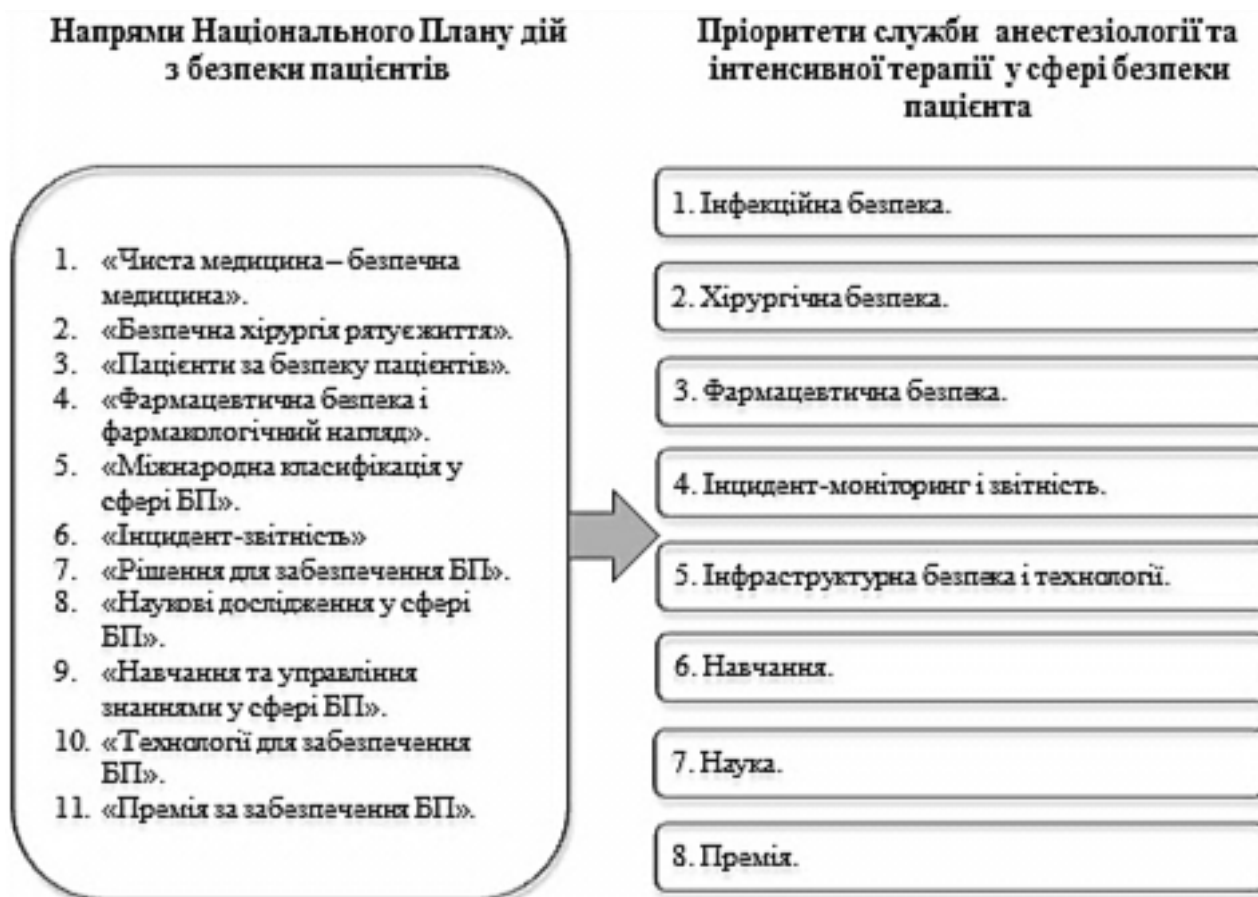 Напрями Національного Плану дій
з безпеки пацієнтів
1. «Чиста медицина – безпечна
медицина».
2. «Безпечна хірургія рятує життя».
3. «Пацієнти за безпеку пацієнтів».
4. «Фармацевтична безпека і
фармакологічний нагляд».
5. «Міжнародна класифікація у
сфері БП».
6. «Інцидент-звітність»
7. «Рішення для забезпечення БП».
8. «Наукові дослідження у сфері
БП».
9. «Навчання та управління
знаннями у сфері БП».
10. «Технології для забезпечення
БП».
11. «Премія за забезпечення БП».
Пріоритети служби анестезіології та
інтенсивної терапії у сфері безпеки
пацієнта
1. Інфекційна безпека.
2. Хірургічна безпека.
3. Фармацевтична безпека.
4. Інцидент-моніторинг і звітність.
5. Інфраструктурна безпека і технології.
6. Навчання.
7. Наука.
8. Премія.